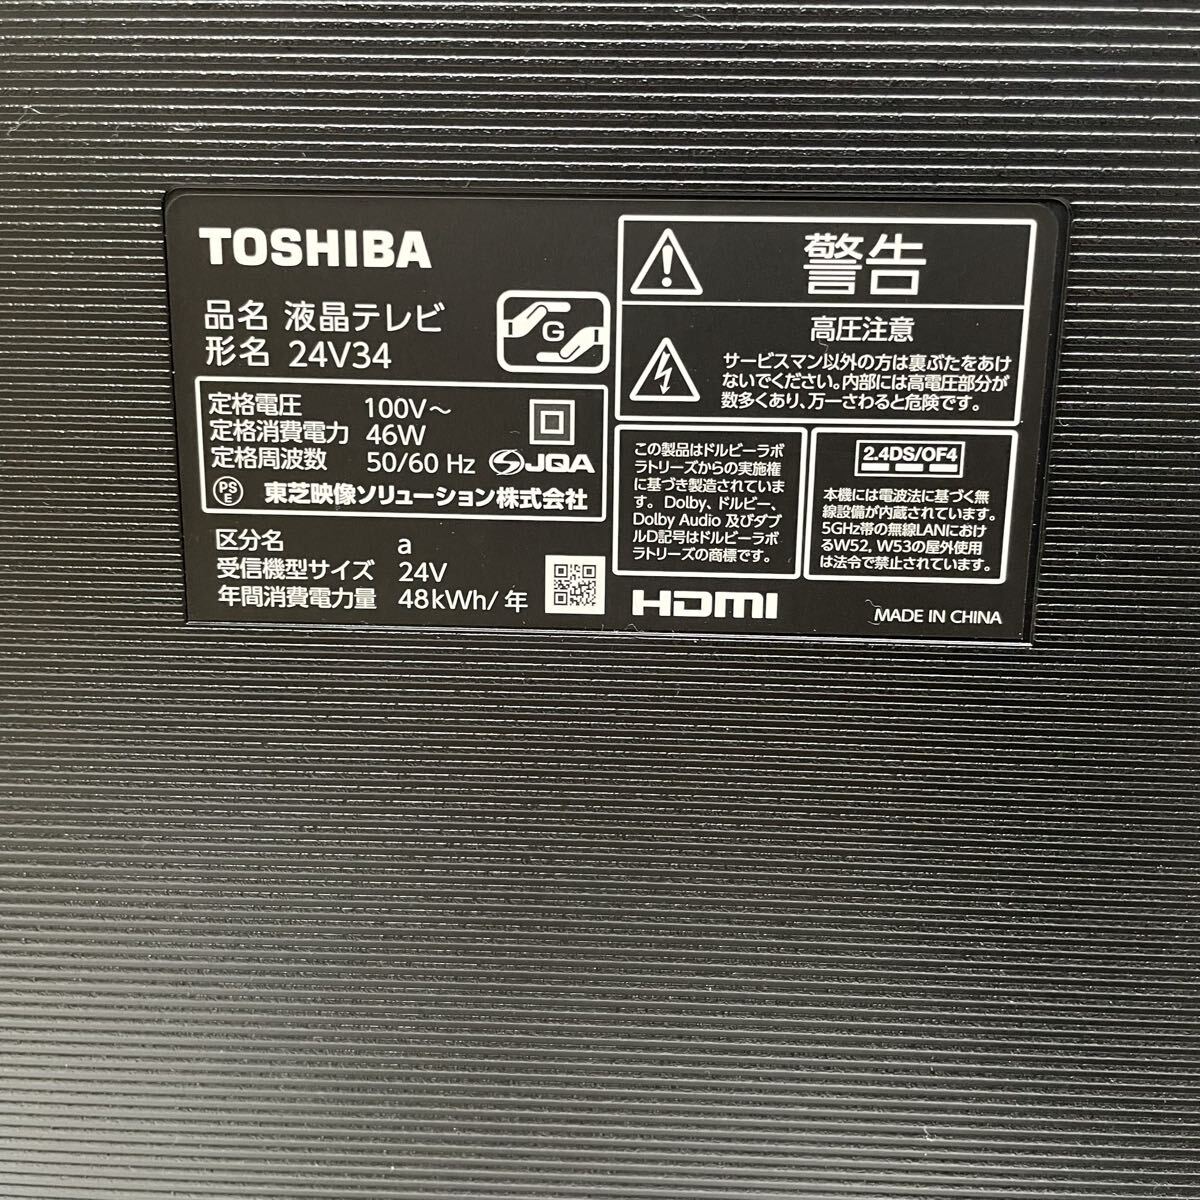 TOSHIBA
品名 液晶テレビ
形名 24V34
G
定格電圧 100V～
定格消費電力 46W
定格周波数 50/60 Hz
JQA
PS
E
東芝映像ソリューション株式会社
区分名 a
受信機型サイズ 24V
年間消費電力量 48kWh/年
警告
高圧注意
サービスマン以外の方は裏ぶたをあけ
ないでください。内部には高電圧部分が
数多くあり、万一さわると危険です。
この製品はドルビーラボ
ラトリーズからの実施権
に基づき製造されていま
す。Dolby、ドルビー、
Dolby Audio 及びダブ
ルD記号はドルビーラボ
ラトリーズの商標です。
2.4DS/OF4
本機には電波法に基づく無
線設備が内蔵されています。
5GHz帯の無線LANにおけ
るW52, W53の屋外使用
は法令で禁止されています。
HDMI
MADE IN CHINA